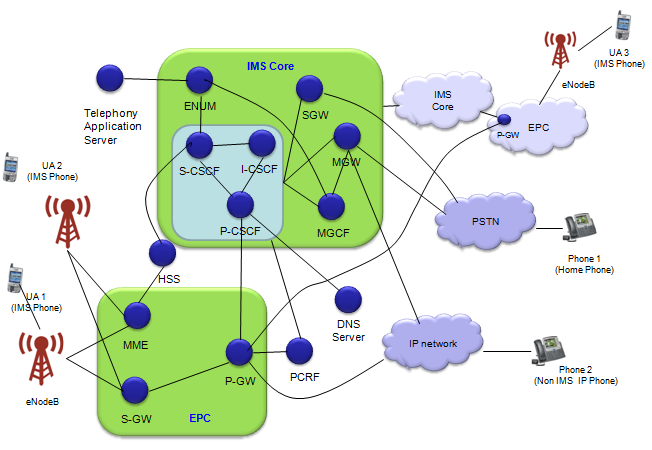 UA 3
(IMS Phone)
eNodeB
IMS Core
ENUM
SGW
IMS
Core
P-GW
EPC
Telephony
Application
Server
S-CSCF
I-CSCF
MGW
UA 2
(IMS Phone)
P-CSCF
MGCF
PSTN
Phone 1
(Home Phone)
HSS
UA 1
(IMS Phone)
DNS
Server
MME
IP network
P-GW
PCRF
Phone 2
(Non IMS IP Phone)
eNodeB
S-GW
EPC